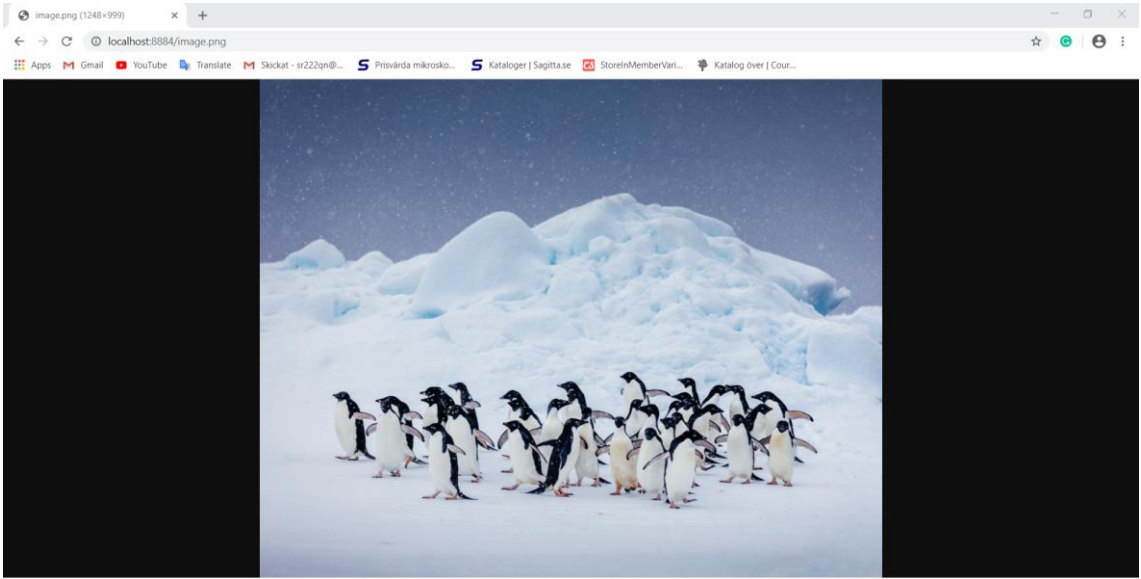 image.png (1248×999)
localhost:8884/image.png
Apps Gmail YouTube Translate Skickat - sr222qn@... Prisvärda mikrosko... Kataloger | Sagitta.se StoreInMemberVari... Katalog över | Cour...